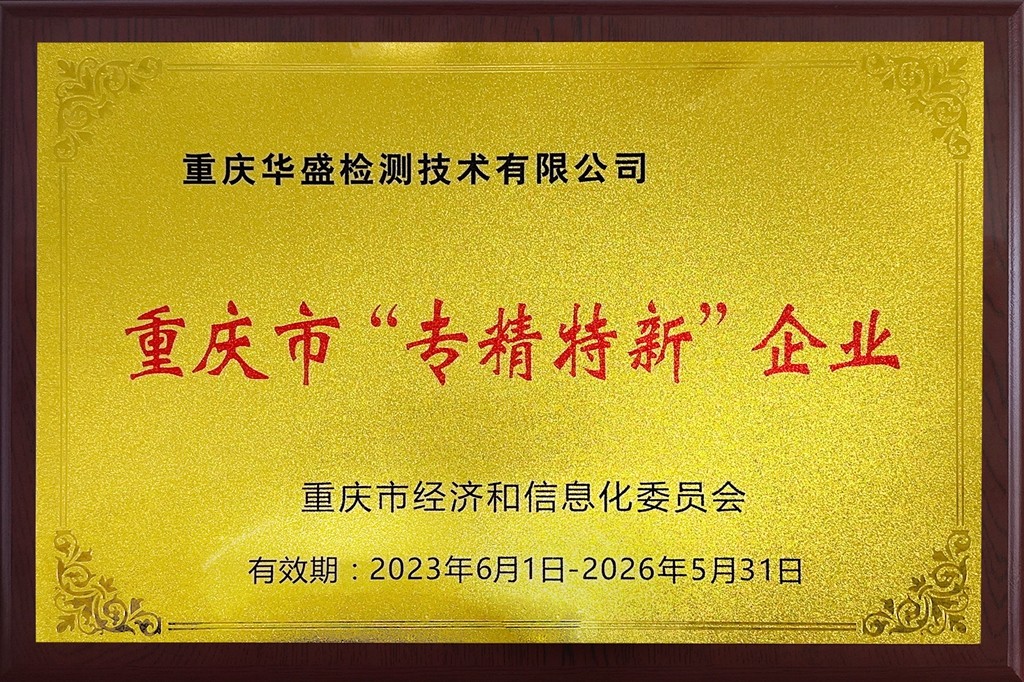 重庆华盛检测技术有限公司
重庆市“专精特新”企业
重庆市经济和信息化委员会
有效期：2023年6月1日-2026年5月31日